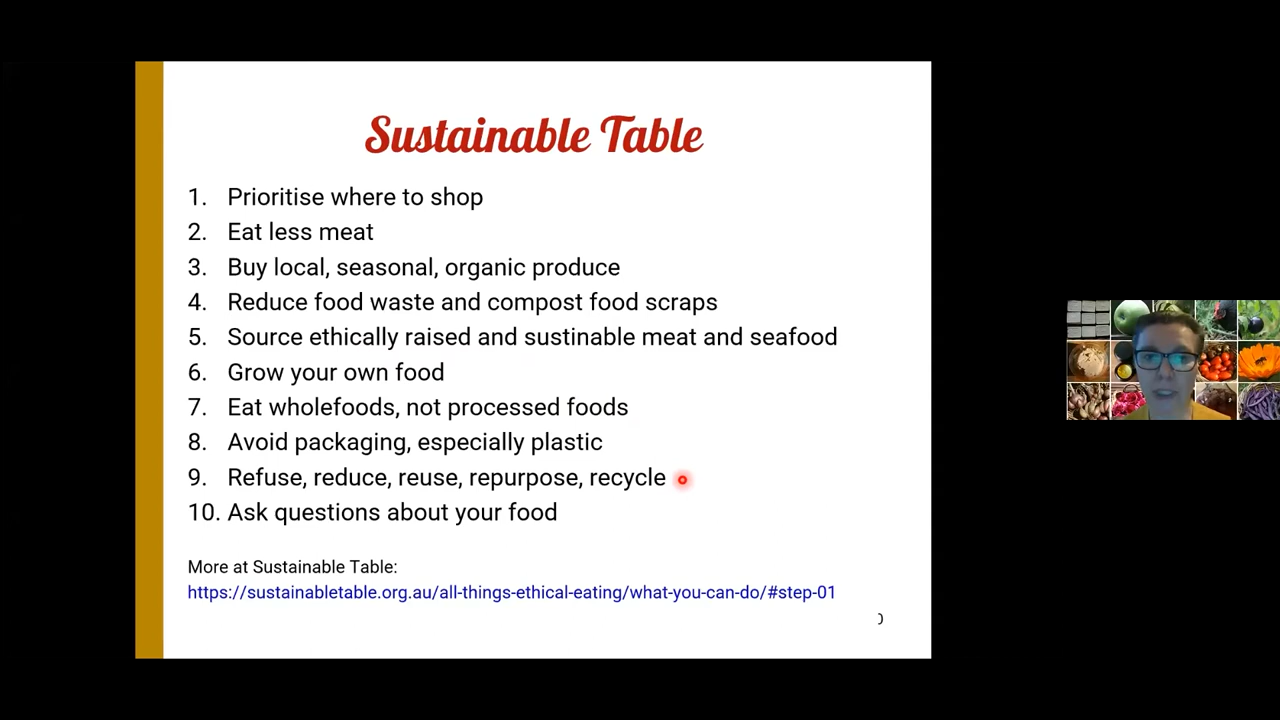 Sustainable Table
1. Prioritise where to shop
2. Eat less meat
3. Buy local, seasonal, organic produce
4. Reduce food waste and compost food scraps
5. Source ethically raised and sustinable meat and seafood
6. Grow your own food
7. Eat wholefoods, not processed foods
8. Avoid packaging, especially plastic
9. Refuse, reduce, reuse, repurpose, recycle
10. Ask questions about your food
More at Sustainable Table:
https://sustainabletable.org.au/all-things-ethical-eating/what-you-can-do/#step-01